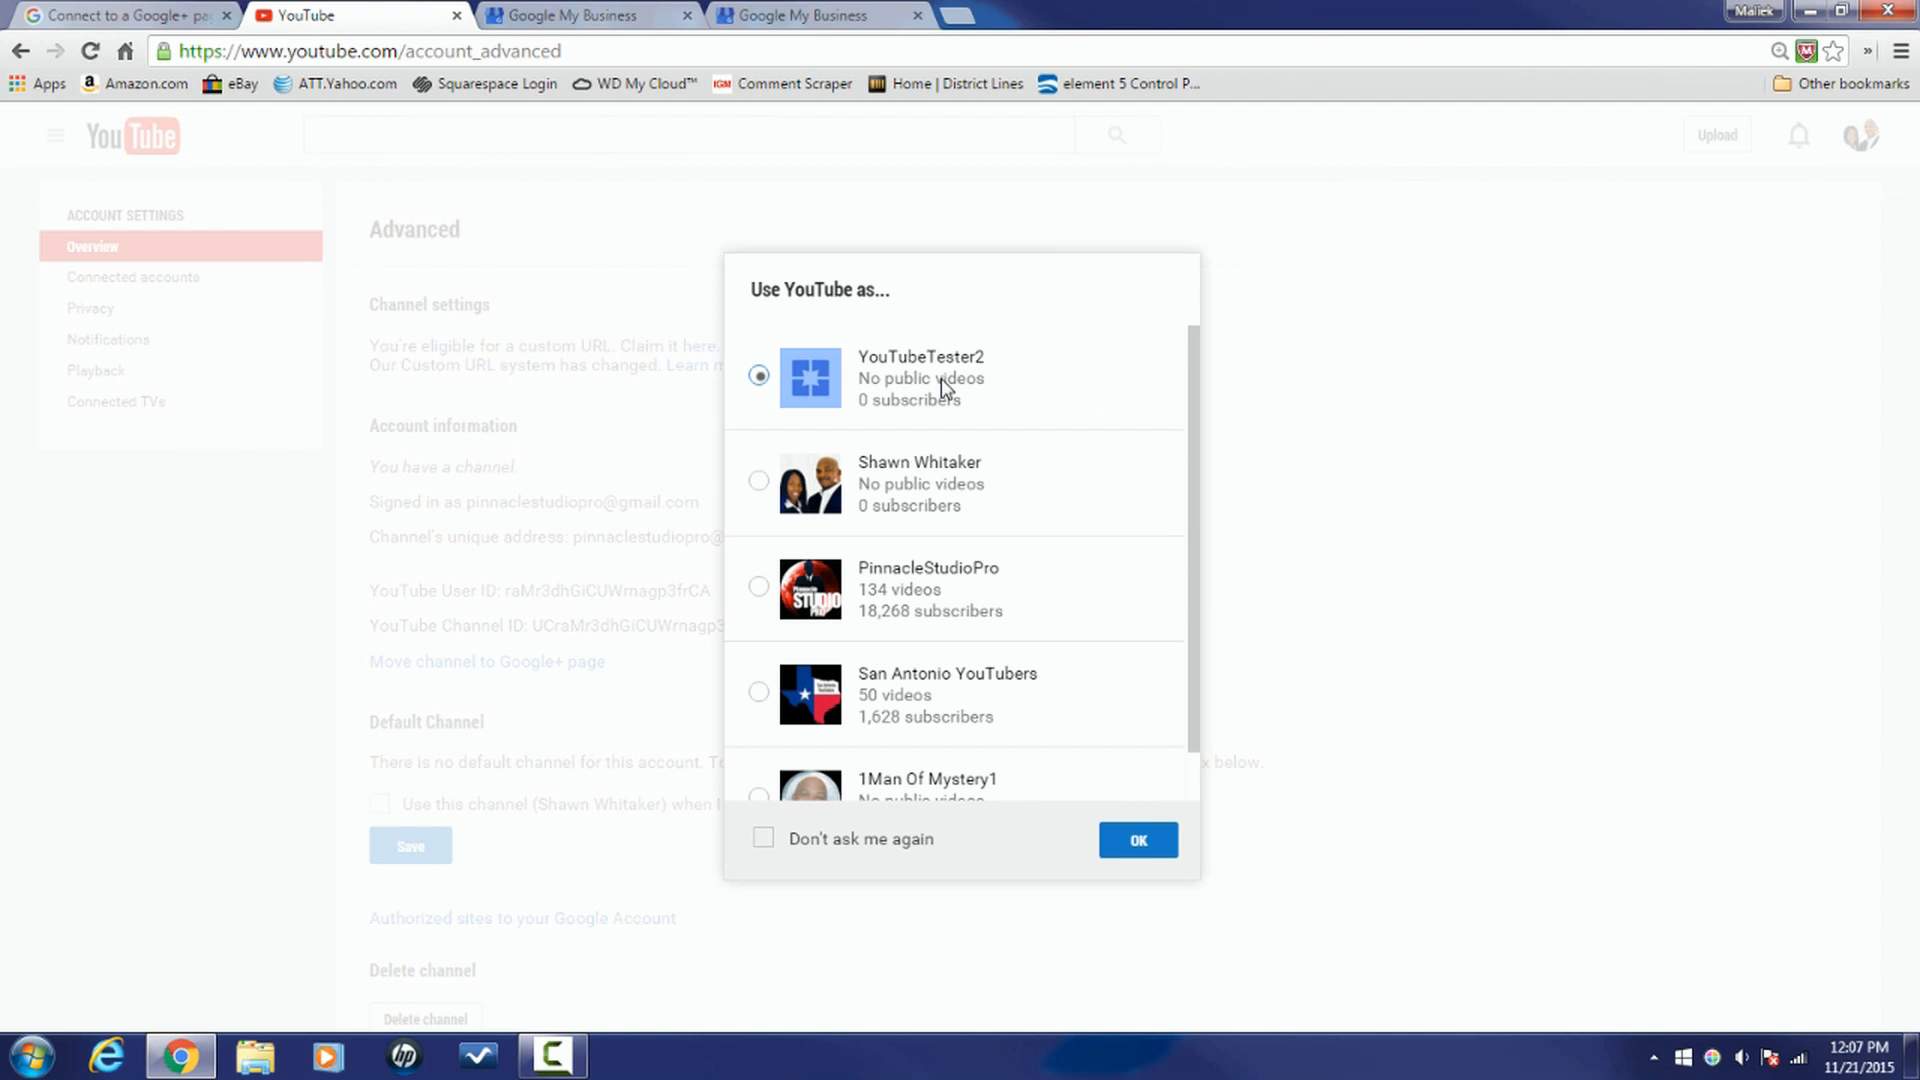 Connect to a Google+ pa
YouTube
Google My Business
Google My Business
Maliek
https://www.youtube.com/account_advanced
Apps
Amazon.com
eBay
ATT.Yahoo.com
Squarespace Login
WD My Cloud™
IGM
Comment Scraper
Home | District Lines
element 5 Control P...
Other bookmarks
YouTube
Upload
ACCOUNT SETTINGS
Overview
Connected accounts
Privacy
Notifications
Playback
Connected TVs
Advanced
Channel settings
You're eligible for a custom URL. Claim it here.
Our Custom URL system has changed. Learn m
Account information
You have a channel.
Signed in as pinnaclestudiopro@gmail.com
Channel's unique address: pinnaclestudiopro@
YouTube User ID: raMr3dhGiCUWrnagp3frCA
YouTube Channel ID: UCraMr3dhGiCUWrnagp3
Move channel to Google+ page
Default Channel
There is no default channel for this account. To
x below.
Use this channel (Shawn Whitaker) when I
Save
Authorized sites to your Google Account
Delete channel
Delete channel
Use YouTube as...
YouTubeTester2
No public videos
0 subscribers
Shawn Whitaker
No public videos
0 subscribers
STUDIO
PinnacleStudioPro
134 videos
18,268 subscribers
San Antonio YouTubers
50 videos
1,628 subscribers
1Man Of Mystery1
No public videos
Don't ask me again
OK
12:07 PM
11/21/2015